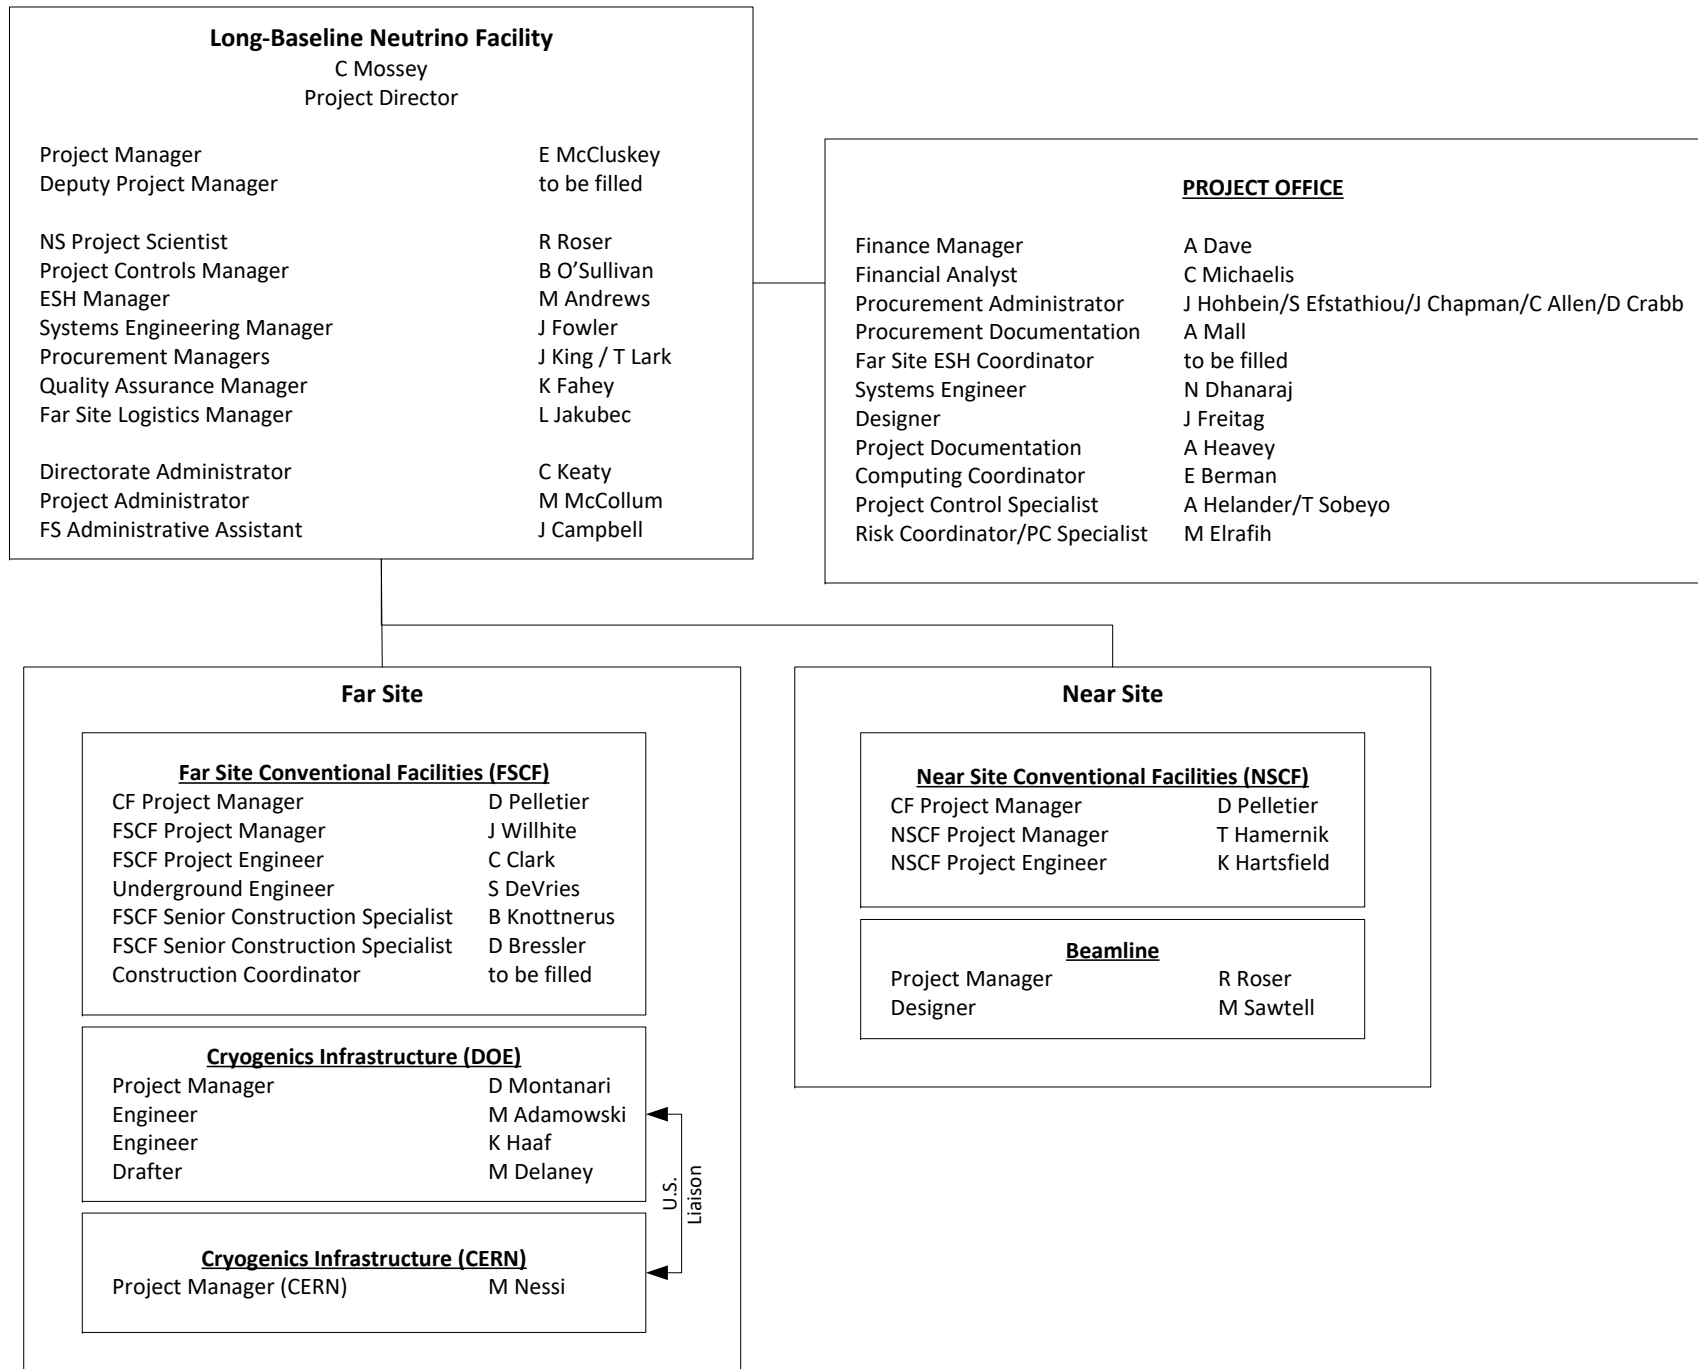 Long-Baseline Neutrino Facility
C Mossey
Project Director
Project Manager E McCluskey
Deputy Project Manager to be filled
NS Project Scientist R Roser
Project Controls Manager B O’Sullivan
ESH Manager M Andrews
Systems Engineering Manager J Fowler
Procurement Managers J King / T Lark
Quality Assurance Manager K Fahey
Far Site Logistics Manager L Jakubec
Directorate Administrator C Keaty
Project Administrator M McCollum
FS Administrative Assistant J Campbell
PROJECT OFFICE
Finance Manager A Dave
Financial Analyst C Michaelis
Procurement Administrator J Hohbein/S Efstathiou/J Chapman/C Allen/D Crabb
Procurement Documentation A Mall
Far Site ESH Coordinator to be filled
Systems Engineer N Dhanaraj
Designer J Freitag
Project Documentation A Heavey
Computing Coordinator E Berman
Project Control Specialist A Helander/T Sobeyo
Risk Coordinator/PC Specialist M Elrafih
Far Site
Far Site Conventional Facilities (FSCF)
CF Project Manager D Pelletier
FSCF Project Manager J Willhite
FSCF Project Engineer C Clark
Underground Engineer S DeVries
FSCF Senior Construction Specialist B Knottnerus
FSCF Senior Construction Specialist D Bressler
Construction Coordinator to be filled
Cryogenics Infrastructure (DOE)
Project Manager D Montanari
Engineer M Adamowski
Engineer K Haaf
Drafter M Delaney
U.S.
Liaison
Cryogenics Infrastructure (CERN)
Project Manager (CERN) M Nessi
Near Site
Near Site Conventional Facilities (NSCF)
CF Project Manager D Pelletier
NSCF Project Manager T Hamernik
NSCF Project Engineer K Hartsfield
Beamline
Project Manager R Roser
Designer M Sawtell